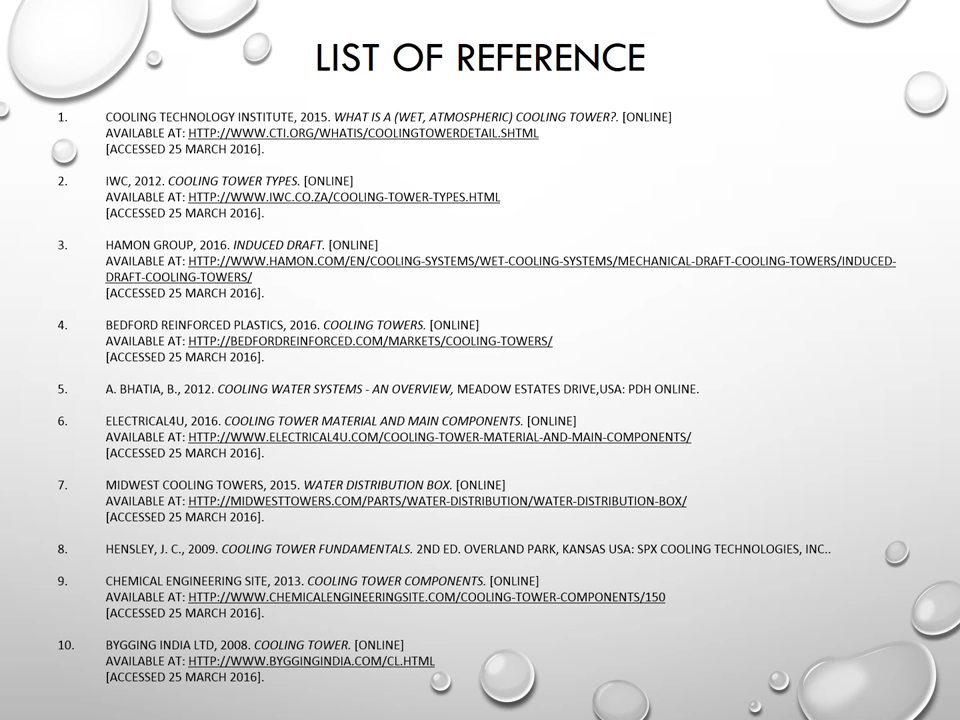 LIST OF REFERENCE
1. COOLING TECHNOLOGY INSTITUTE, 2015. WHAT IS A (WET, ATMOSPHERIC) COOLING TOWER?. [ONLINE]
AVAILABLE AT: HTTP://WWW.CTI.ORG/WHATIS/COOLINGTOWERDETAIL.SHTML
[ACCESSED 25 MARCH 2016].
2. IWC, 2012. COOLING TOWER TYPES. [ONLINE]
AVAILABLE AT: HTTP://WWW.IWC.CO.ZA/COOLING-TOWER-TYPES.HTML
[ACCESSED 25 MARCH 2016].
3. HAMON GROUP, 2016. INDUCED DRAFT. [ONLINE]
AVAILABLE AT: HTTP://WWW.HAMON.COM/EN/COOLING-SYSTEMS/WET-COOLING-SYSTEMS/MECHANICAL-DRAFT-COOLING-TOWERS/INDUCED-
DRAFT-COOLING-TOWERS/
[ACCESSED 25 MARCH 2016].
4. BEDFORD REINFORCED PLASTICS, 2016. COOLING TOWERS. [ONLINE]
AVAILABLE AT: HTTP://BEDFORDREINFORCED.COM/MARKETS/COOLING-TOWERS/
[ACCESSED 25 MARCH 2016].
5. A. BHATIA, B., 2012. COOLING WATER SYSTEMS - AN OVERVIEW, MEADOW ESTATES DRIVE,USA: PDH ONLINE.
6. ELECTRICAL4U, 2016. COOLING TOWER MATERIAL AND MAIN COMPONENTS. [ONLINE]
AVAILABLE AT: HTTP://WWW.ELECTRICAL4U.COM/COOLING-TOWER-MATERIAL-AND-MAIN-COMPONENTS/
[ACCESSED 25 MARCH 2016].
7. MIDWEST COOLING TOWERS, 2015. WATER DISTRIBUTION BOX. [ONLINE]
AVAILABLE AT: HTTP://MIDWESTTOWERS.COM/PARTS/WATER-DISTRIBUTION/WATER-DISTRIBUTION-BOX/
[ACCESSED 25 MARCH 2016].
8. HENSLEY, J. C., 2009. COOLING TOWER FUNDAMENTALS. 2ND ED. OVERLAND PARK, KANSAS USA: SPX COOLING TECHNOLOGIES, INC..
9. CHEMICAL ENGINEERING SITE, 2013. COOLING TOWER COMPONENTS. [ONLINE]
AVAILABLE AT: HTTP://WWW.CHEMICALENGINEERINGSITE.COM/COOLING-TOWER-COMPONENTS/150
[ACCESSED 25 MARCH 2016].
10. BYGGING INDIA LTD, 2008. COOLING TOWER. [ONLINE]
AVAILABLE AT: HTTP://WWW.BYGGINGINDIA.COM/CL.HTML
[ACCESSED 25 MARCH 2016].